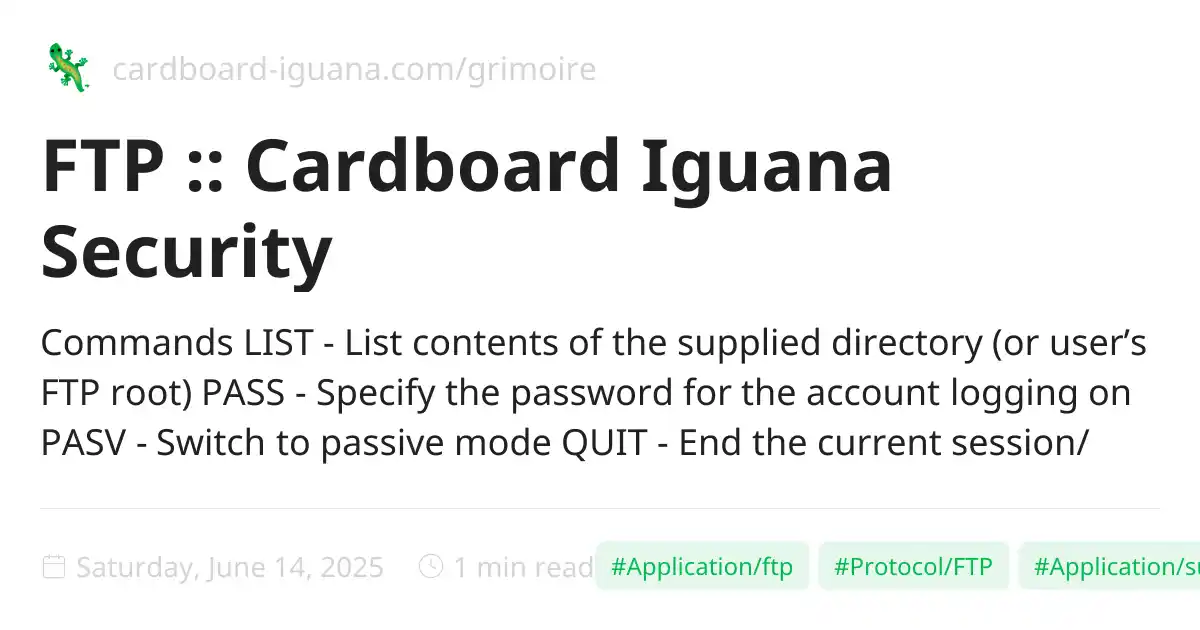 cardboard-iguana.com/grimoire
FTP :: Cardboard Iguana
Security
Commands LIST - List contents of the supplied directory (or user’s
FTP root) PASS - Specify the password for the account logging on
PASV - Switch to passive mode QUIT - End the current session/
Saturday, June 14, 2025 1 min read #Application/ftp #Protocol/FTP #Application/su